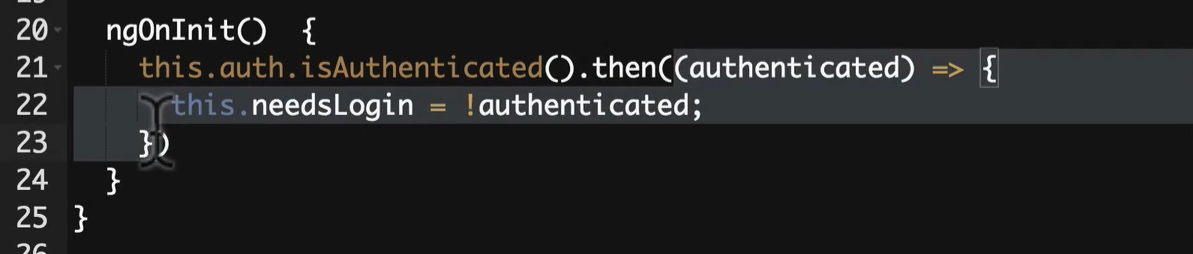 20 ngOnInit() {
21 this.auth.isAuthenticated().then((authenticated) => {
22 this.needsLogin = !authenticated;
23 })
24 }
25 }